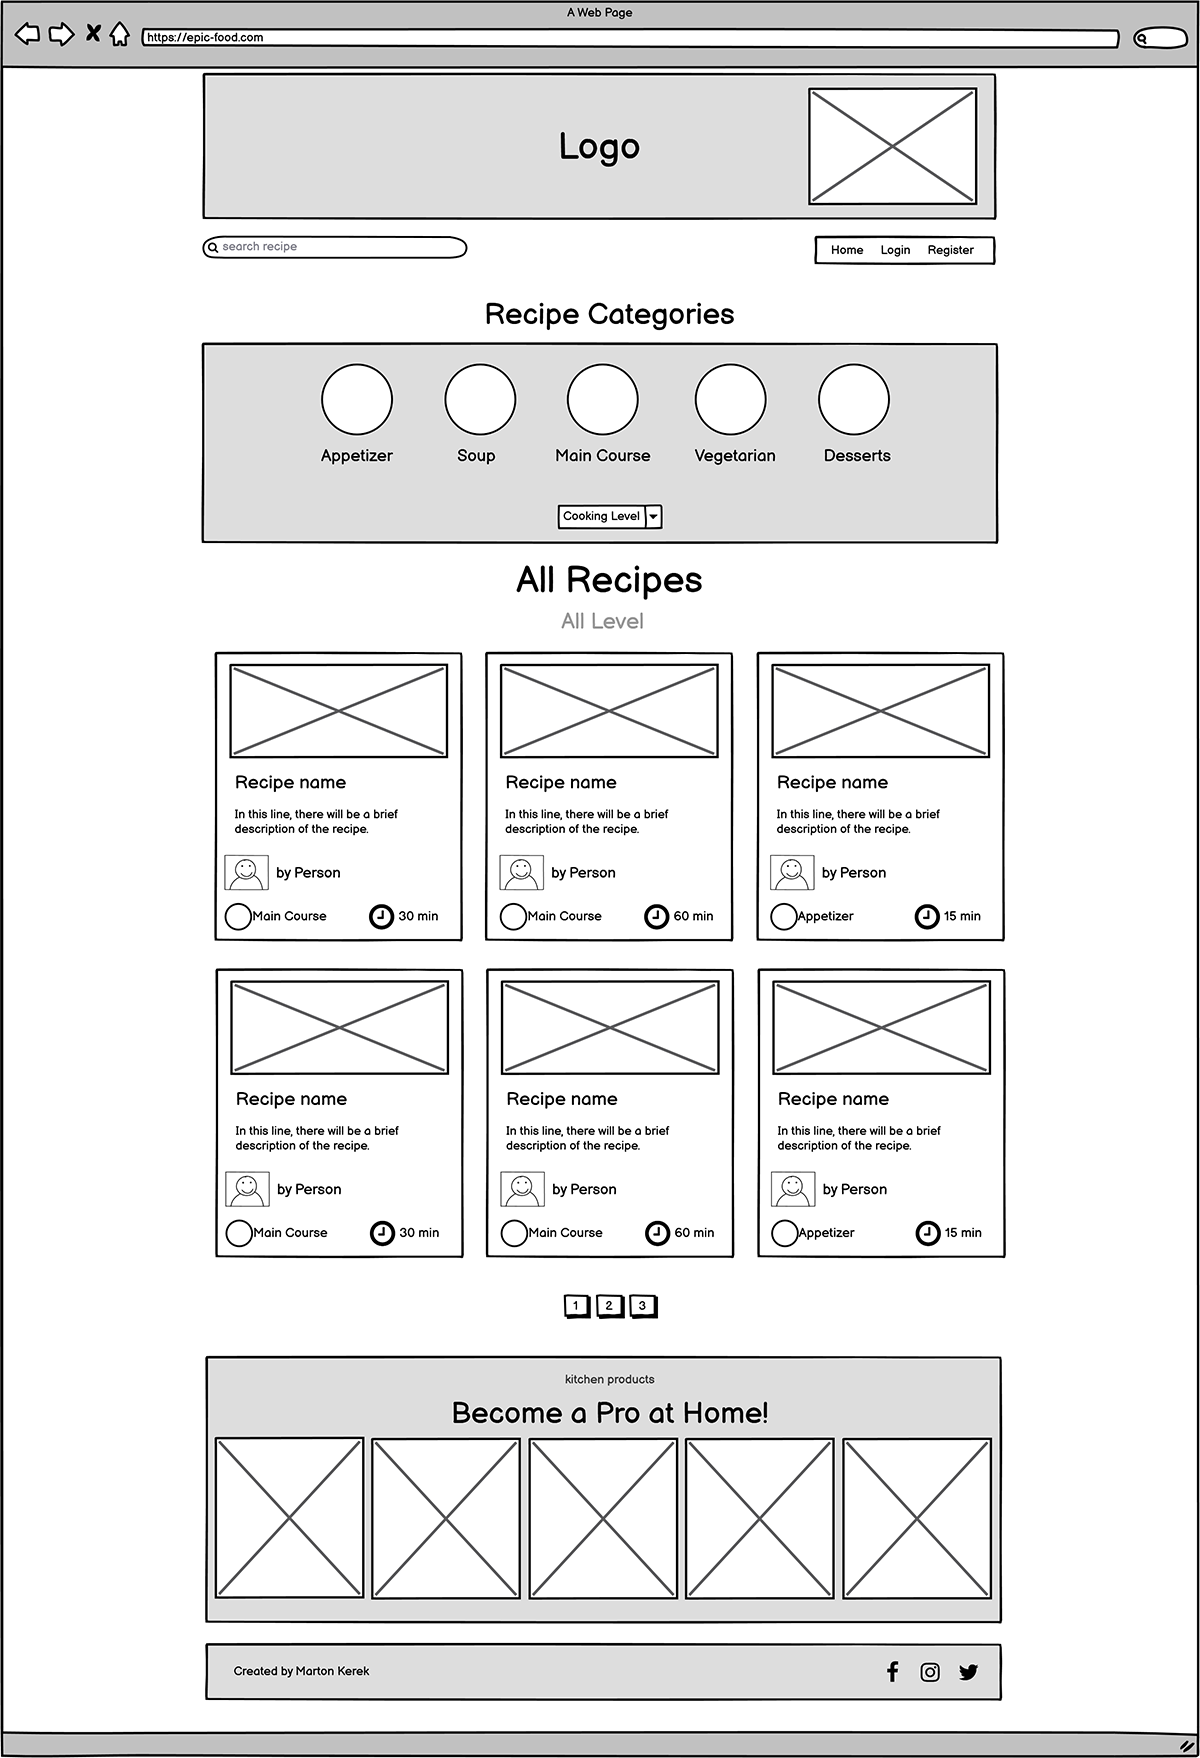 A Web Page
https://epic-food.com
Logo
search recipe
Home Login Register
Recipe Categories
Appetizer Soup Main Course Vegetarian Desserts
Cooking Level
All Recipes
All Level
Recipe name
In this line, there will be a brief
description of the recipe.
by Person
Main Course 30 min
Recipe name
In this line, there will be a brief
description of the recipe.
by Person
Main Course 60 min
Recipe name
In this line, there will be a brief
description of the recipe.
by Person
Appetizer 15 min
Recipe name
In this line, there will be a brief
description of the recipe.
by Person
Main Course 30 min
Recipe name
In this line, there will be a brief
description of the recipe.
by Person
Main Course 60 min
Recipe name
In this line, there will be a brief
description of the recipe.
by Person
Appetizer 15 min
1 2 3
kitchen products
Become a Pro at Home!
Created by Marton Kerek